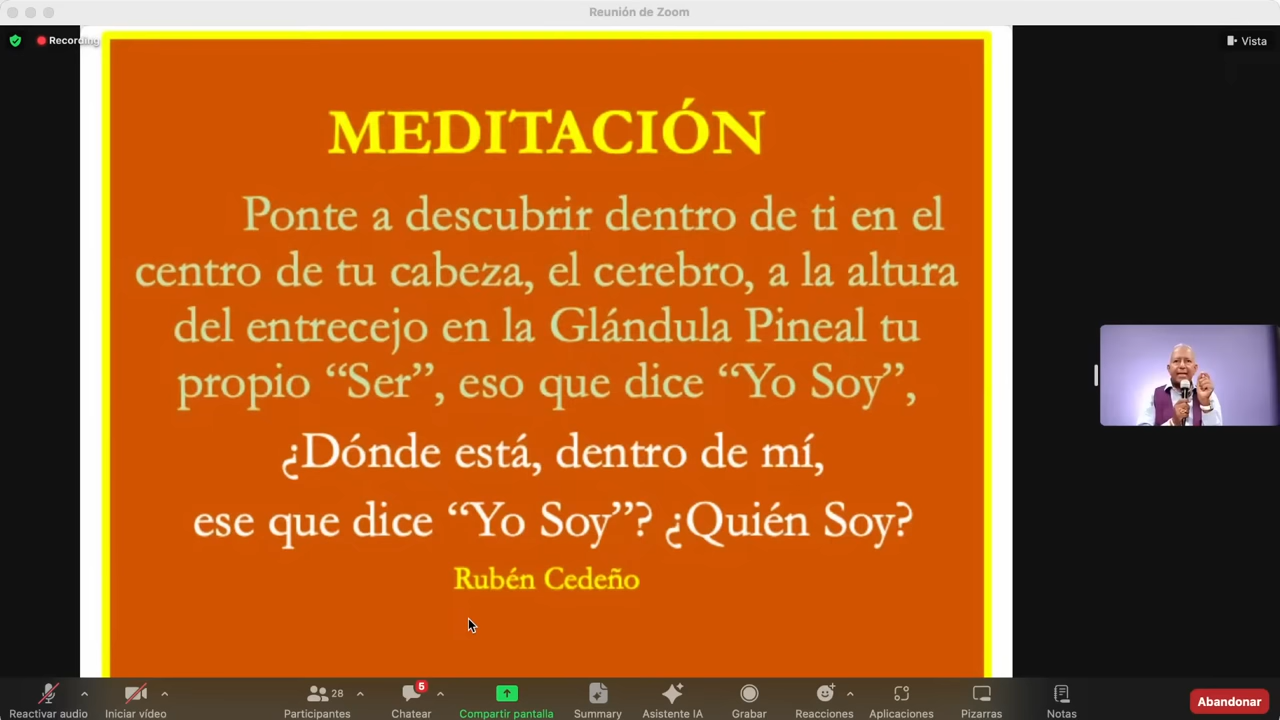 Reunión de Zoom
Recording
Vista
MEDITACIÓN
Ponte a descubrir dentro de ti en el
centro de tu cabeza, el cerebro, a la altura
del entrecejo en la Glándula Pineal tu
propio “Ser”, eso que dice “Yo Soy”,
¿Dónde está, dentro de mí,
ese que dice “Yo Soy”? ¿Quién Soy?
Rubén Cedeño
5
28
Reactivar audio
Iniciar vídeo
Participantes
Chatear
Compartir pantalla
Summary
Asistente IA
Grabar
Reacciones
Aplicaciones
Pizarras
Notas
Abandonar